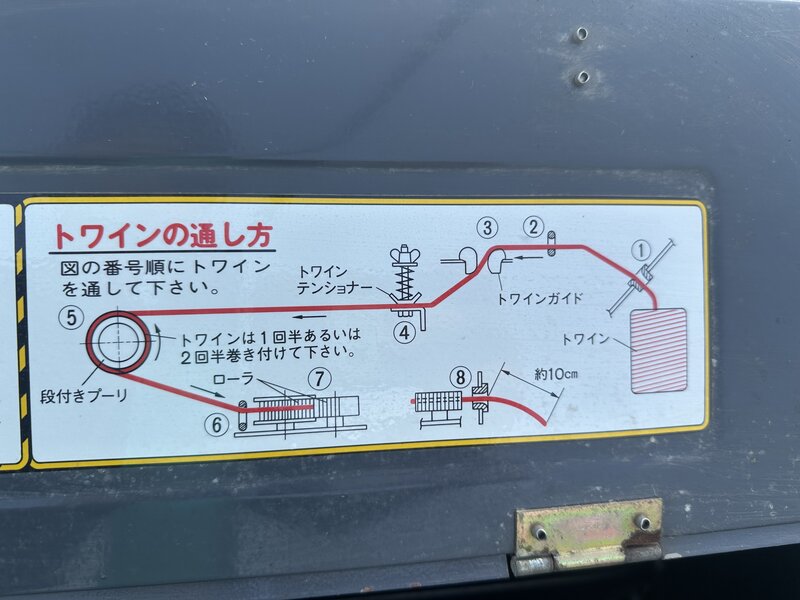 トワインの通し方
図の番号順にトワイン
を通して下さい。
①
②
③
トワインガイド
トワイン
トワイン
テンショナー
④
⑤
トワインは1回半あるいは
2回半巻き付けて下さい。
段付きプーリ
⑥
ローラ
⑦
⑧
約10cm